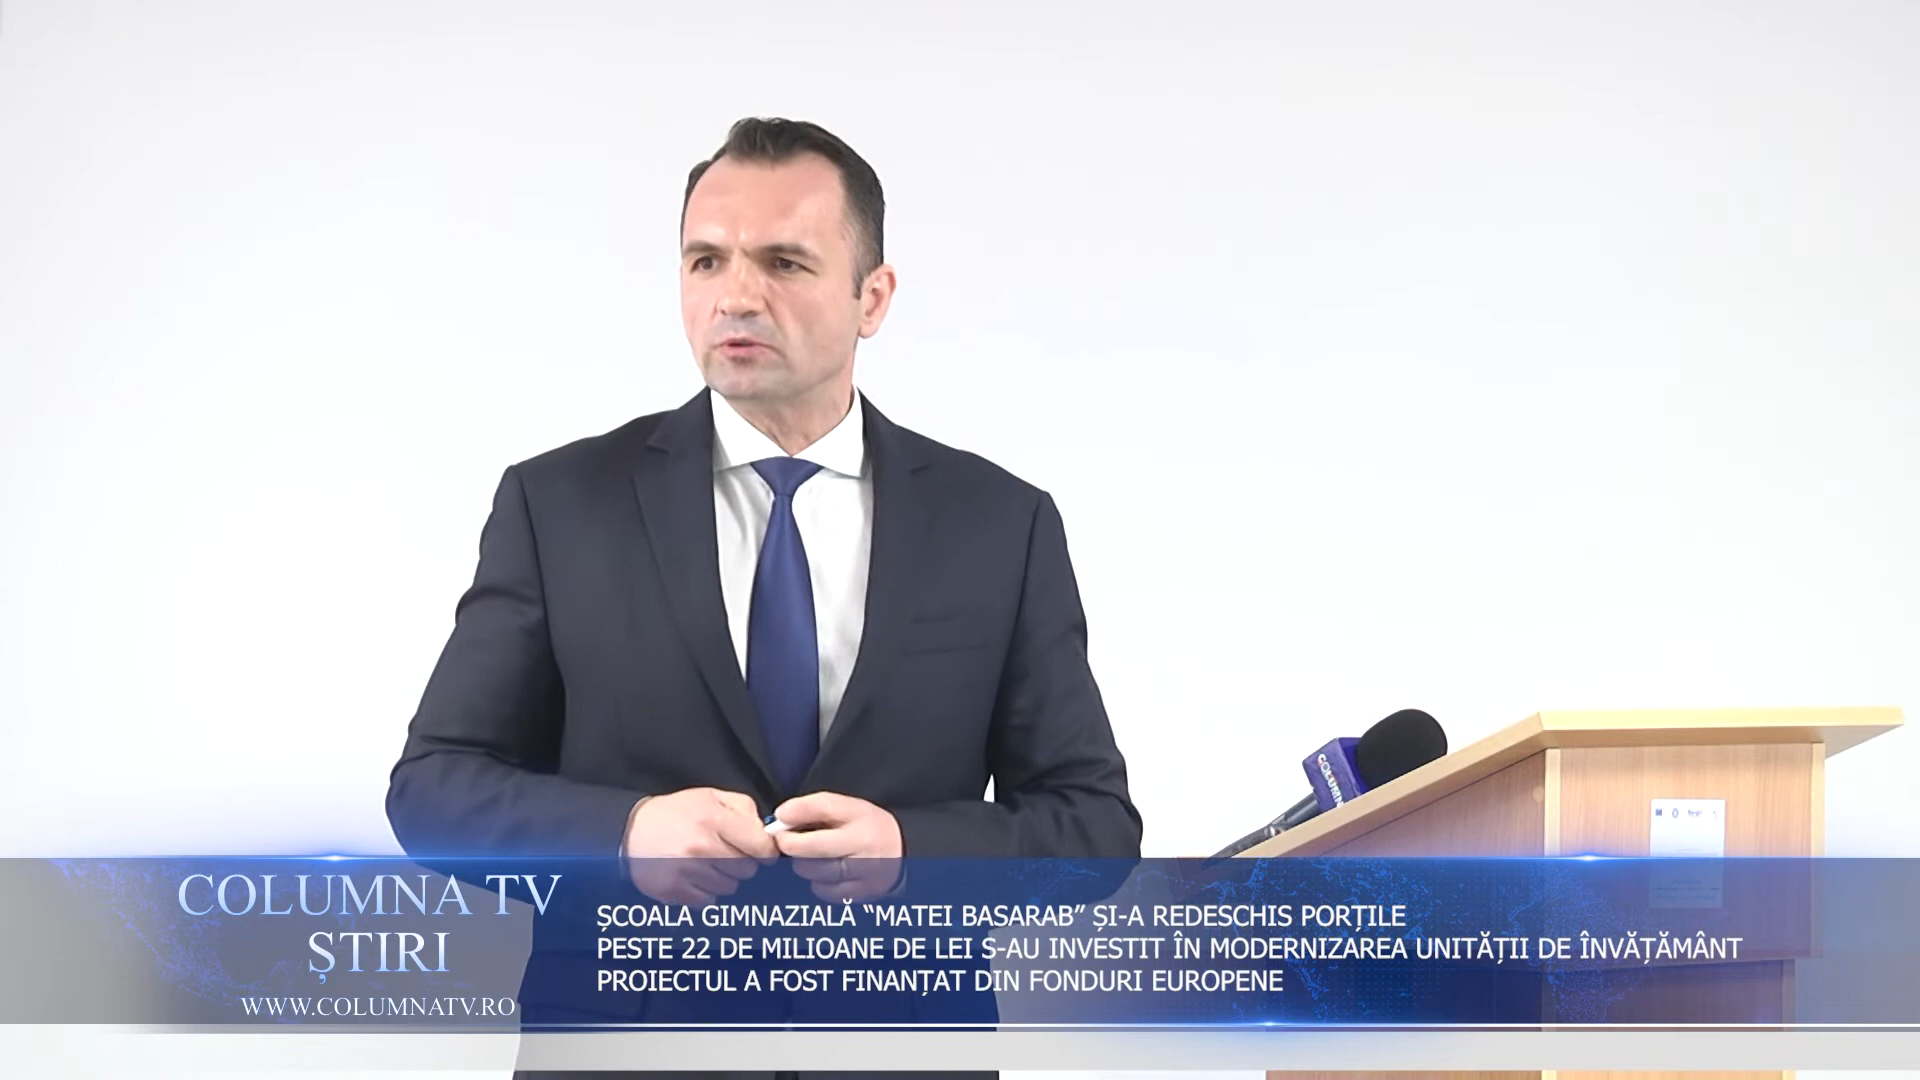 COLUMNA
COLUMNA TV
ȘTIRI
WWW.COLUMNATV.RO
ȘCOALA GIMNAZIALĂ “MATEI BASARAB” ȘI-A REDESCHIS PORȚILE
PESTE 22 DE MILIOANE DE LEI S-AU INVESTIT ÎN MODERNIZAREA UNITĂȚII DE ÎNVĂȚĂMÂNT
PROIECTUL A FOST FINANȚAT DIN FONDURI EUROPENE